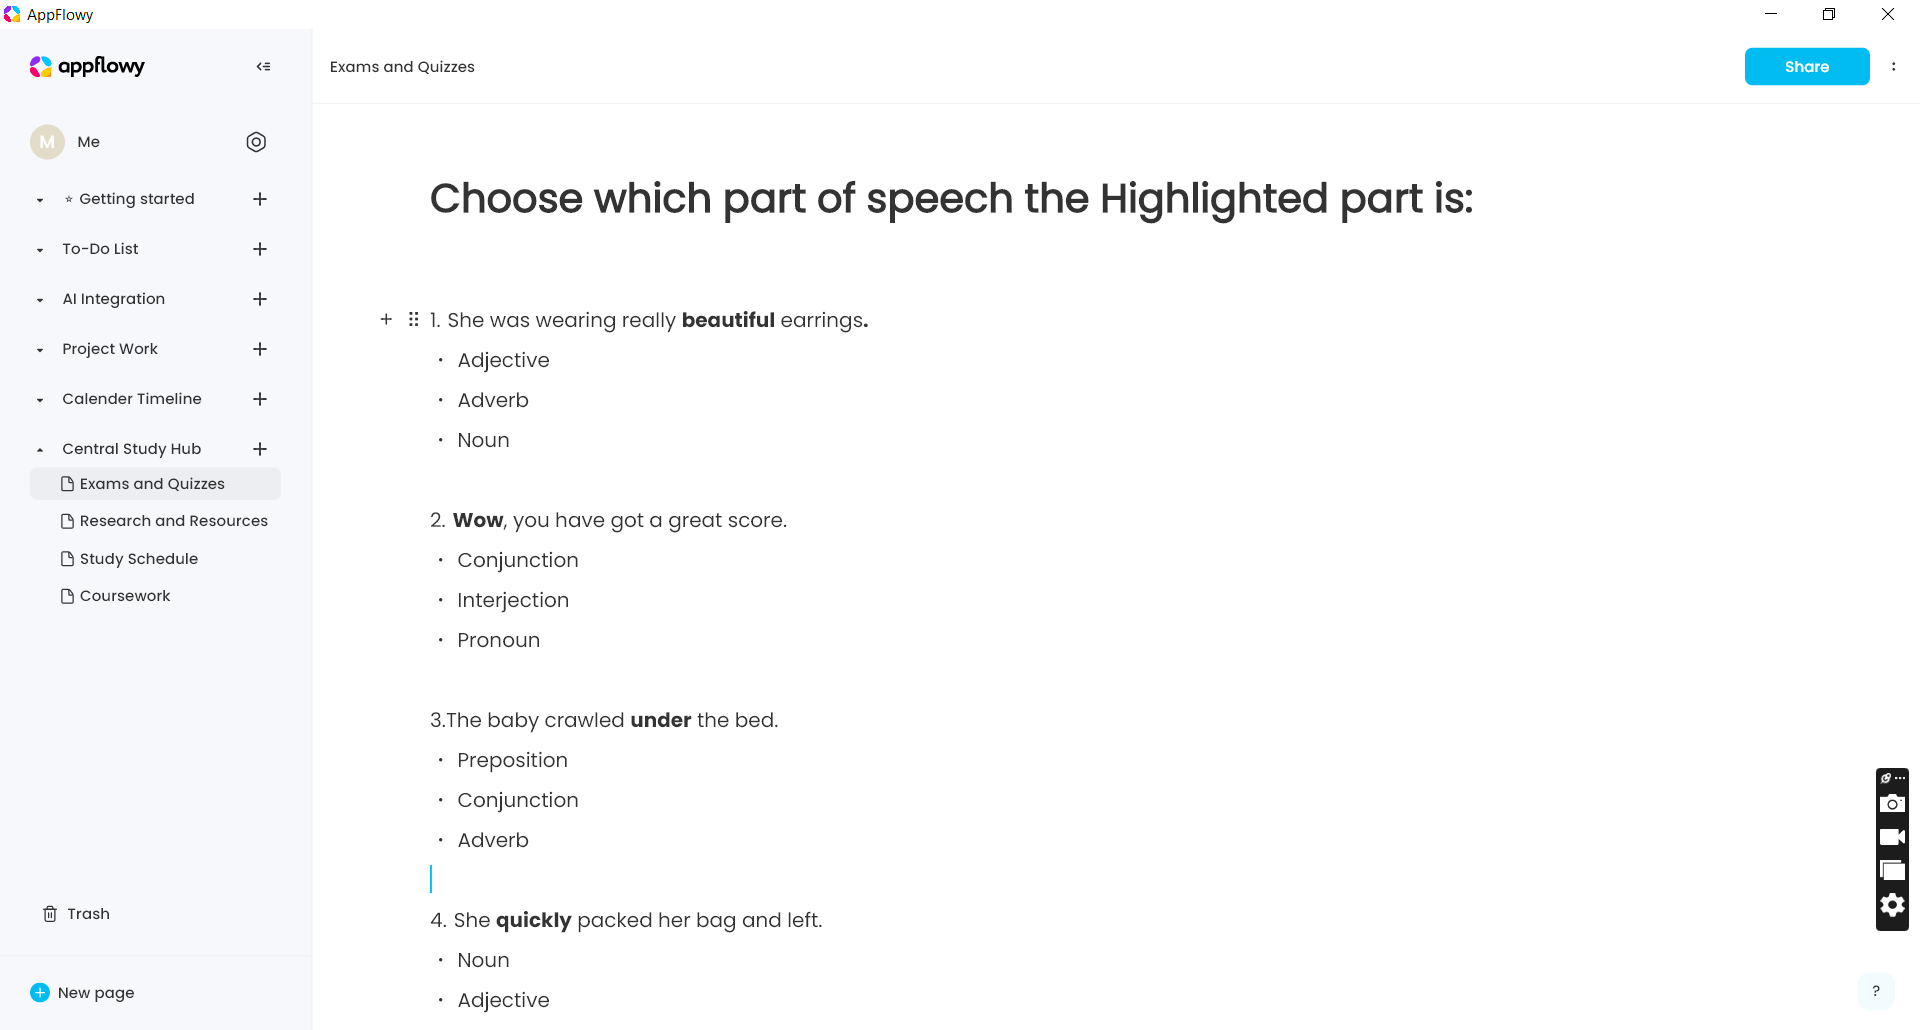 AppFlowy
appflowy
Exams and Quizzes
Share
M Me
⭐ Getting started
To-Do List
AI Integration
Project Work
Calender Timeline
Central Study Hub
Exams and Quizzes
Research and Resources
Study Schedule
Coursework
Trash
New page
Choose which part of speech the Highlighted part is:
1. She was wearing really beautiful earrings.
• Adjective
• Adverb
• Noun
2. Wow, you have got a great score.
• Conjunction
• Interjection
• Pronoun
3.The baby crawled under the bed.
• Preposition
• Conjunction
• Adverb
4. She quickly packed her bag and left.
• Noun
• Adjective
?